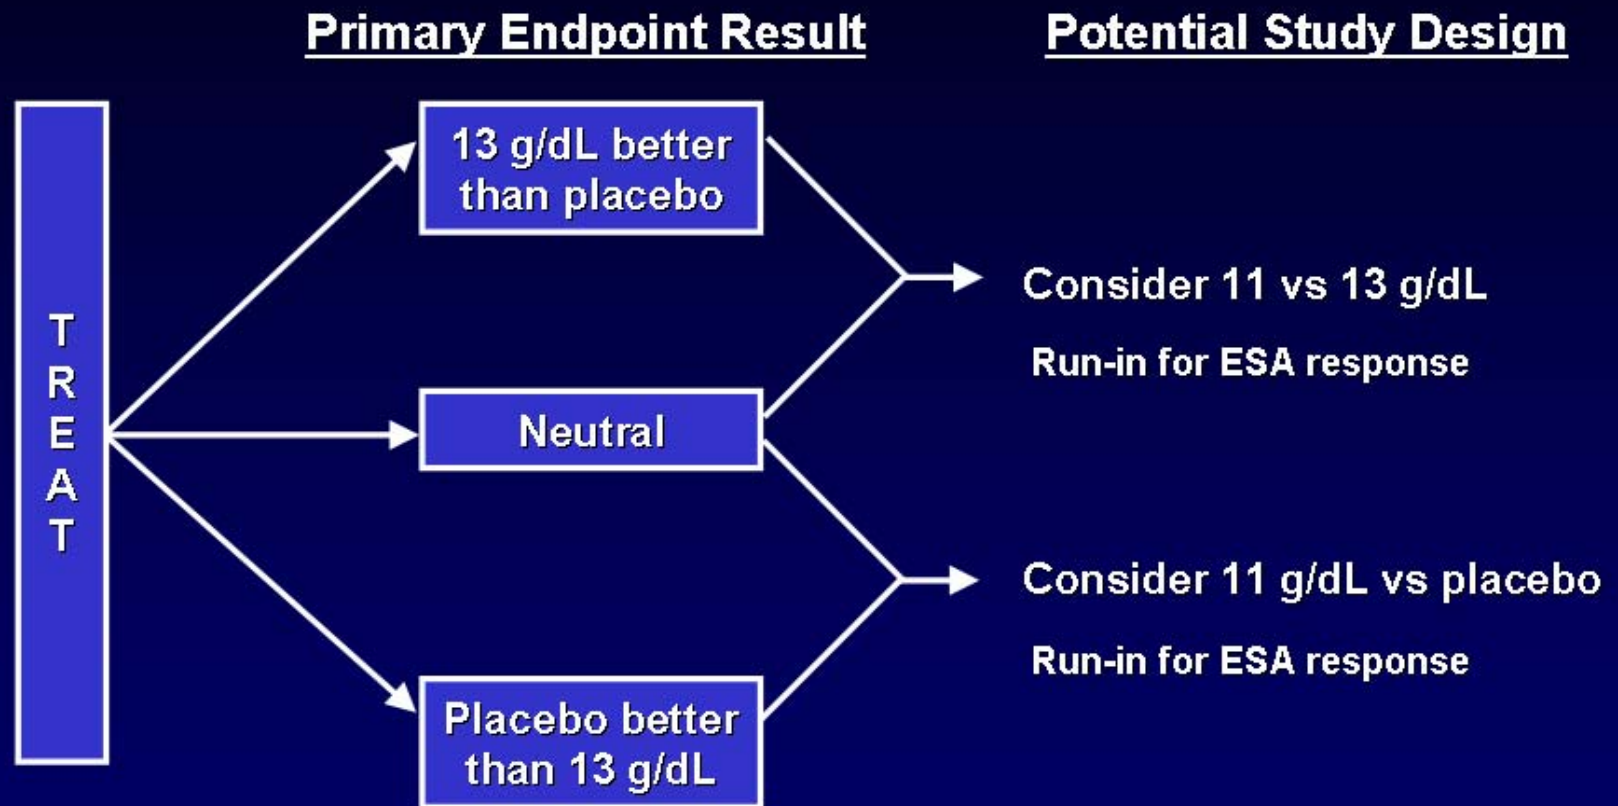 Primary Endpoint Result
Potential Study Design
TREAT
13 g/dL better
than placebo
Neutral
Placebo better
than 13 g/dL
Consider 11 vs 13 g/dL
Run-in for ESA response
Consider 11 g/dL vs placebo
Run-in for ESA response